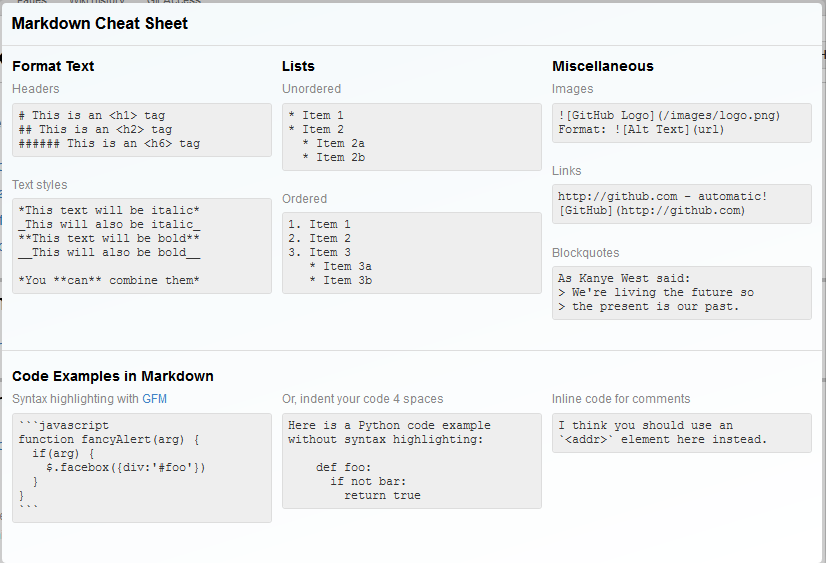 Pages Wiki History Git Access
Markdown Cheat Sheet
Format Text
Headers
# This is an <h1> tag
## This is an <h2> tag
###### This is an <h6> tag
Text styles
*This text will be italic*
_This will also be italic_
**This text will be bold**
__This will also be bold__
*You **can** combine them*
Lists
Unordered
* Item 1
* Item 2
  * Item 2a
  * Item 2b
Ordered
1. Item 1
2. Item 2
3. Item 3
   * Item 3a
   * Item 3b
Miscellaneous
Images
![GitHub Logo](/images/logo.png)
Format: ![Alt Text](url)
Links
http://github.com - automatic!
[GitHub](http://github.com)
Blockquotes
As Kanye West said:
> We're living the future so
> the present is our past.
Code Examples in Markdown
Syntax highlighting with GFM
```javascript
function fancyAlert(arg) {
  if(arg) {
    $.facebox({div:'#foo'})
  }
}
```
Or, indent your code 4 spaces
Here is a Python code example
without syntax highlighting:
    def foo:
      if not bar:
        return true
Inline code for comments
I think you should use an
`<addr>` element here instead.